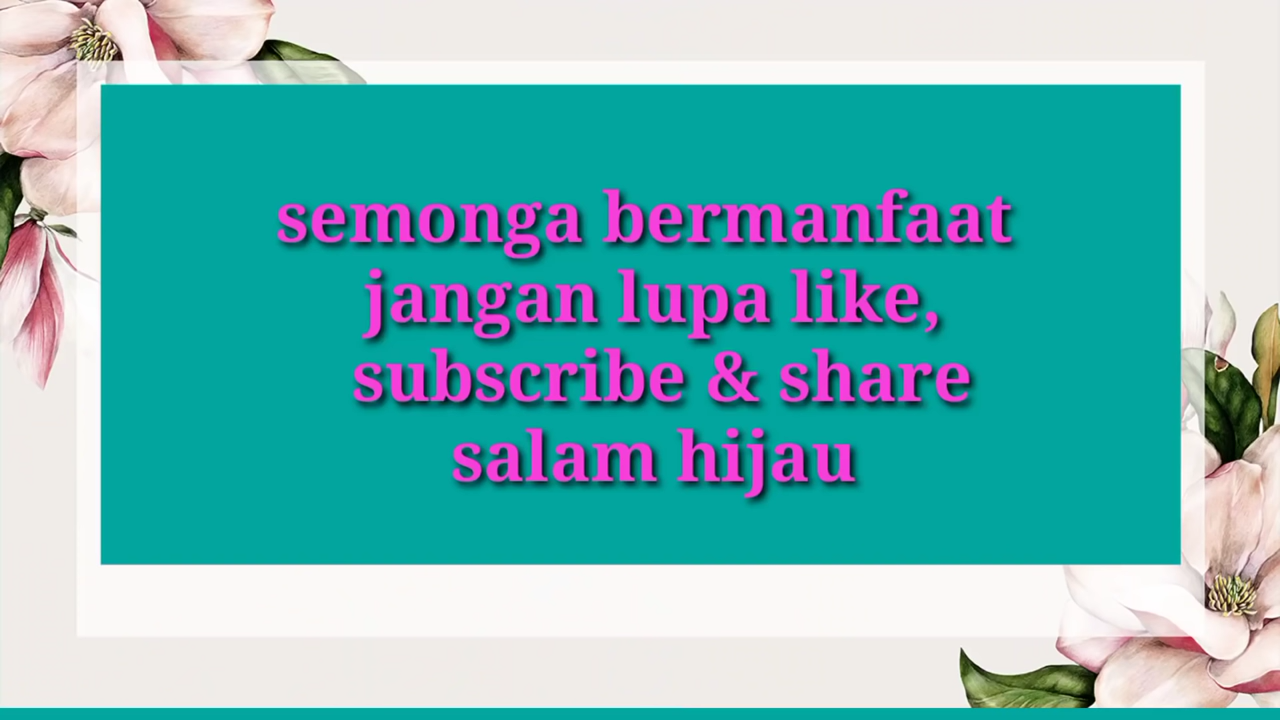 semonga bermanfaat
jangan lupa like,
subscribe & share
salam hijau